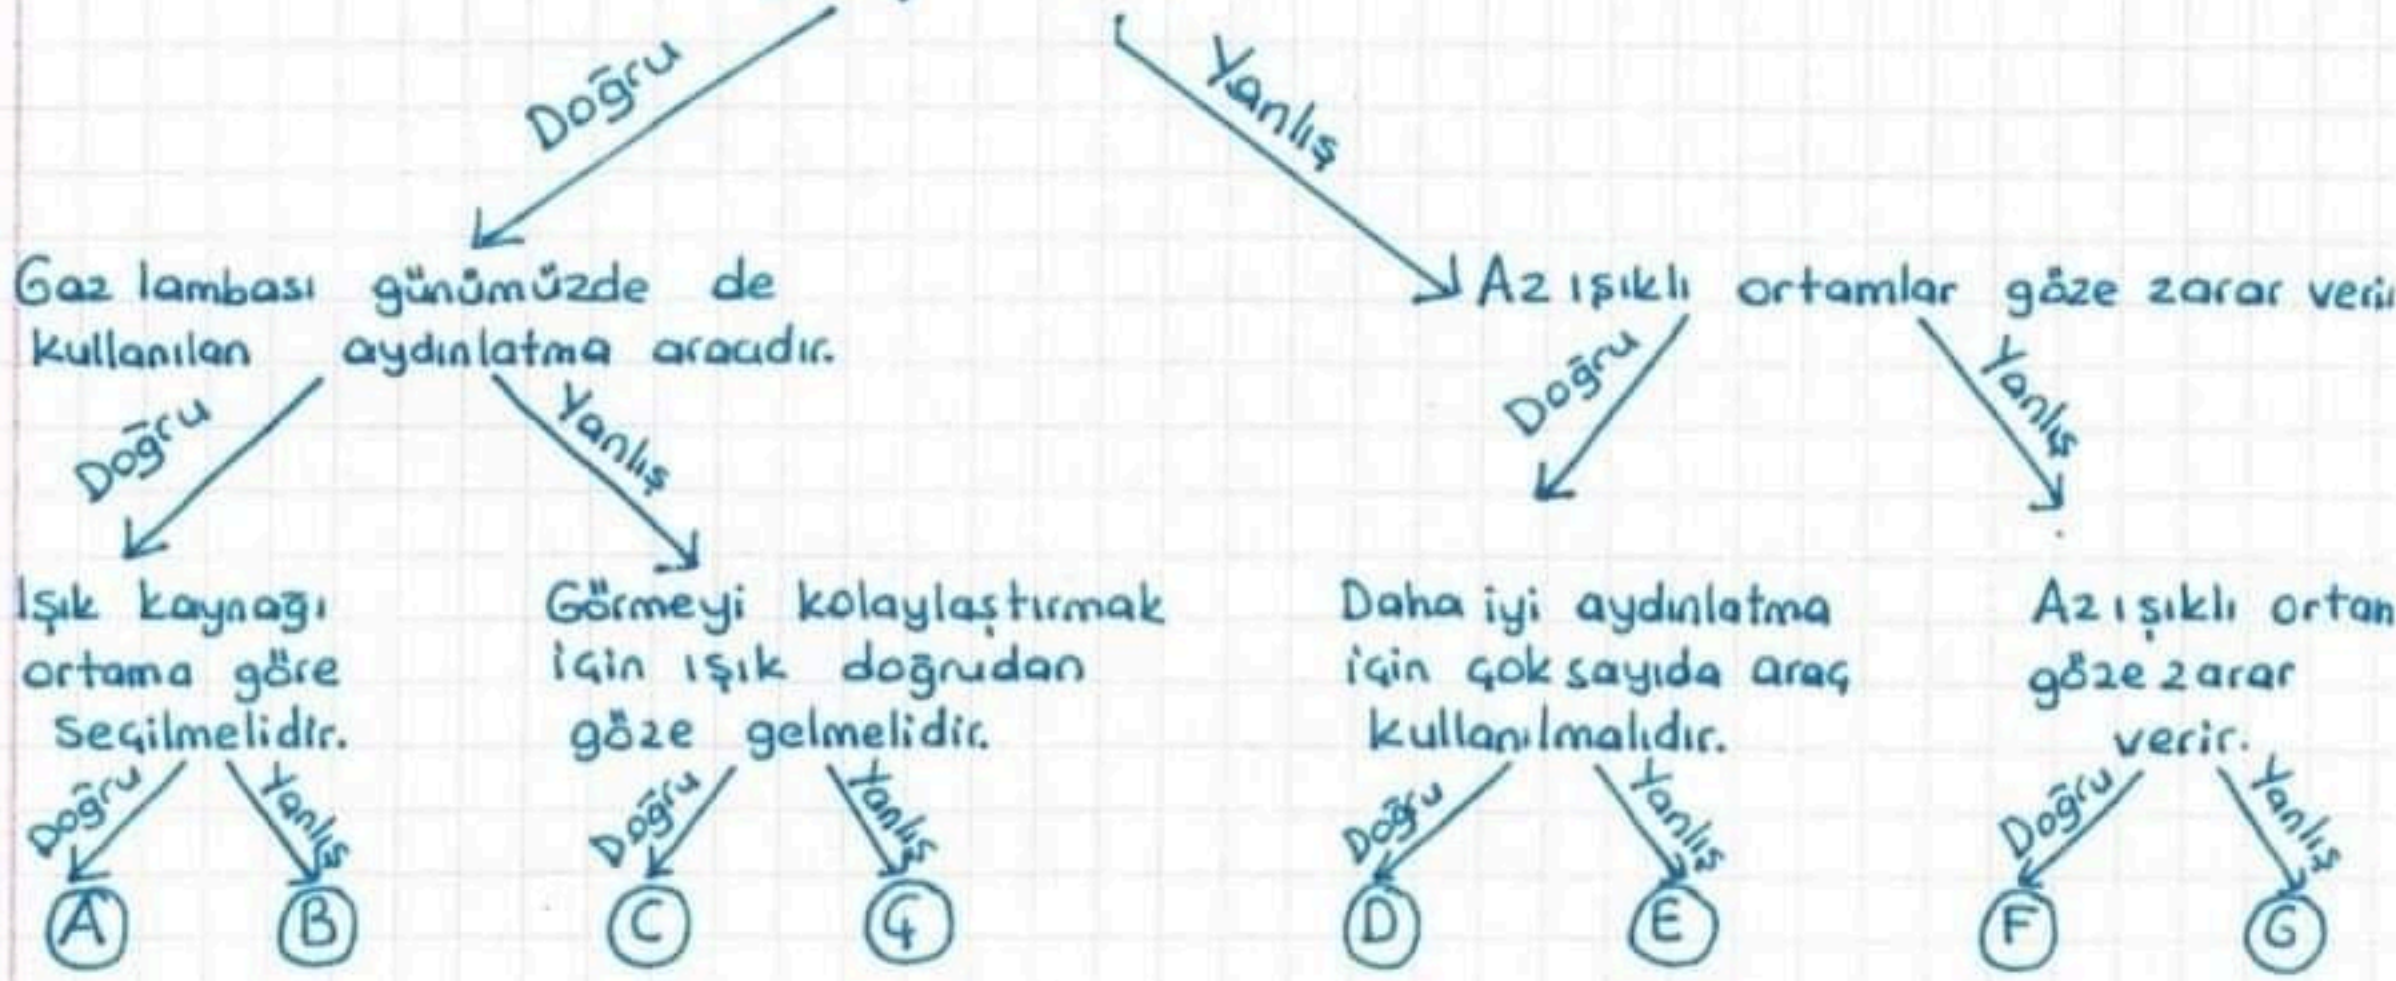 Doğru
Yanlış
Gaz lambası günümüzde de
kullanılan aydınlatma aracıdır.
Az ışıklı ortamlar göze zarar verir
Doğru
Yanlış
Doğru
Yanlış
Işık kaynağı
ortama göre
seçilmelidir.
Görmeyi kolaylaştırmak
için ışık doğrudan
göze gelmelidir.
Daha iyi aydınlatma
için çok sayıda araç
kullanılmalıdır.
Az ışıklı ortam
göze zarar
verir.
Doğru
Yanlış
Doğru
Yanlış
Doğru
Yanlış
Doğru
Yanlış
A
B
C
Ç
D
E
F
G